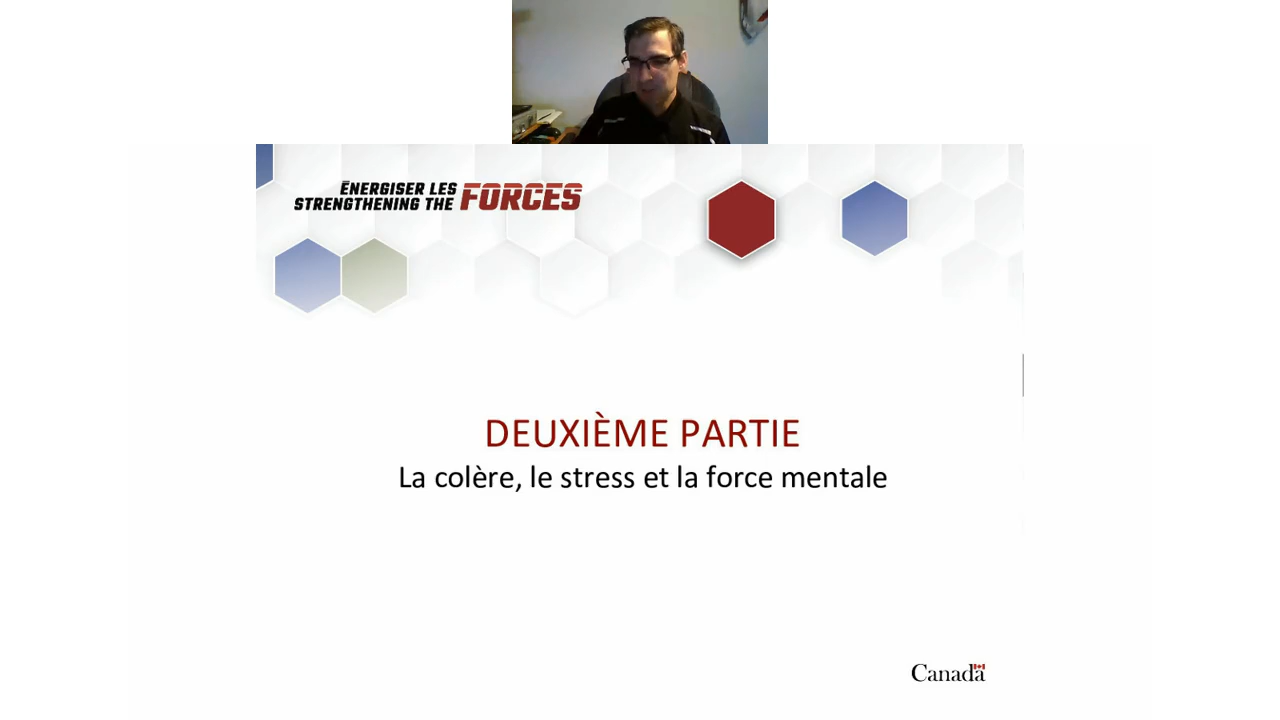 ÉNERGISER LES
STRENGTHENING THE FORCES
DEUXIÈME PARTIE
La colère, le stress et la force mentale
Canada